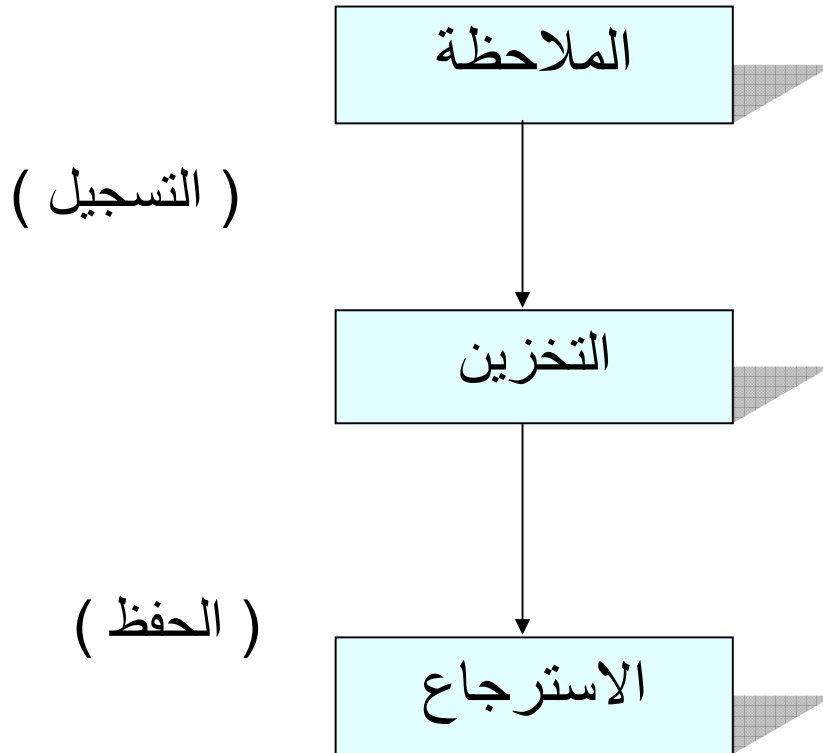 الملاحظة
( التسجيل )
التخزين
( الحفظ )
الاسترجاع